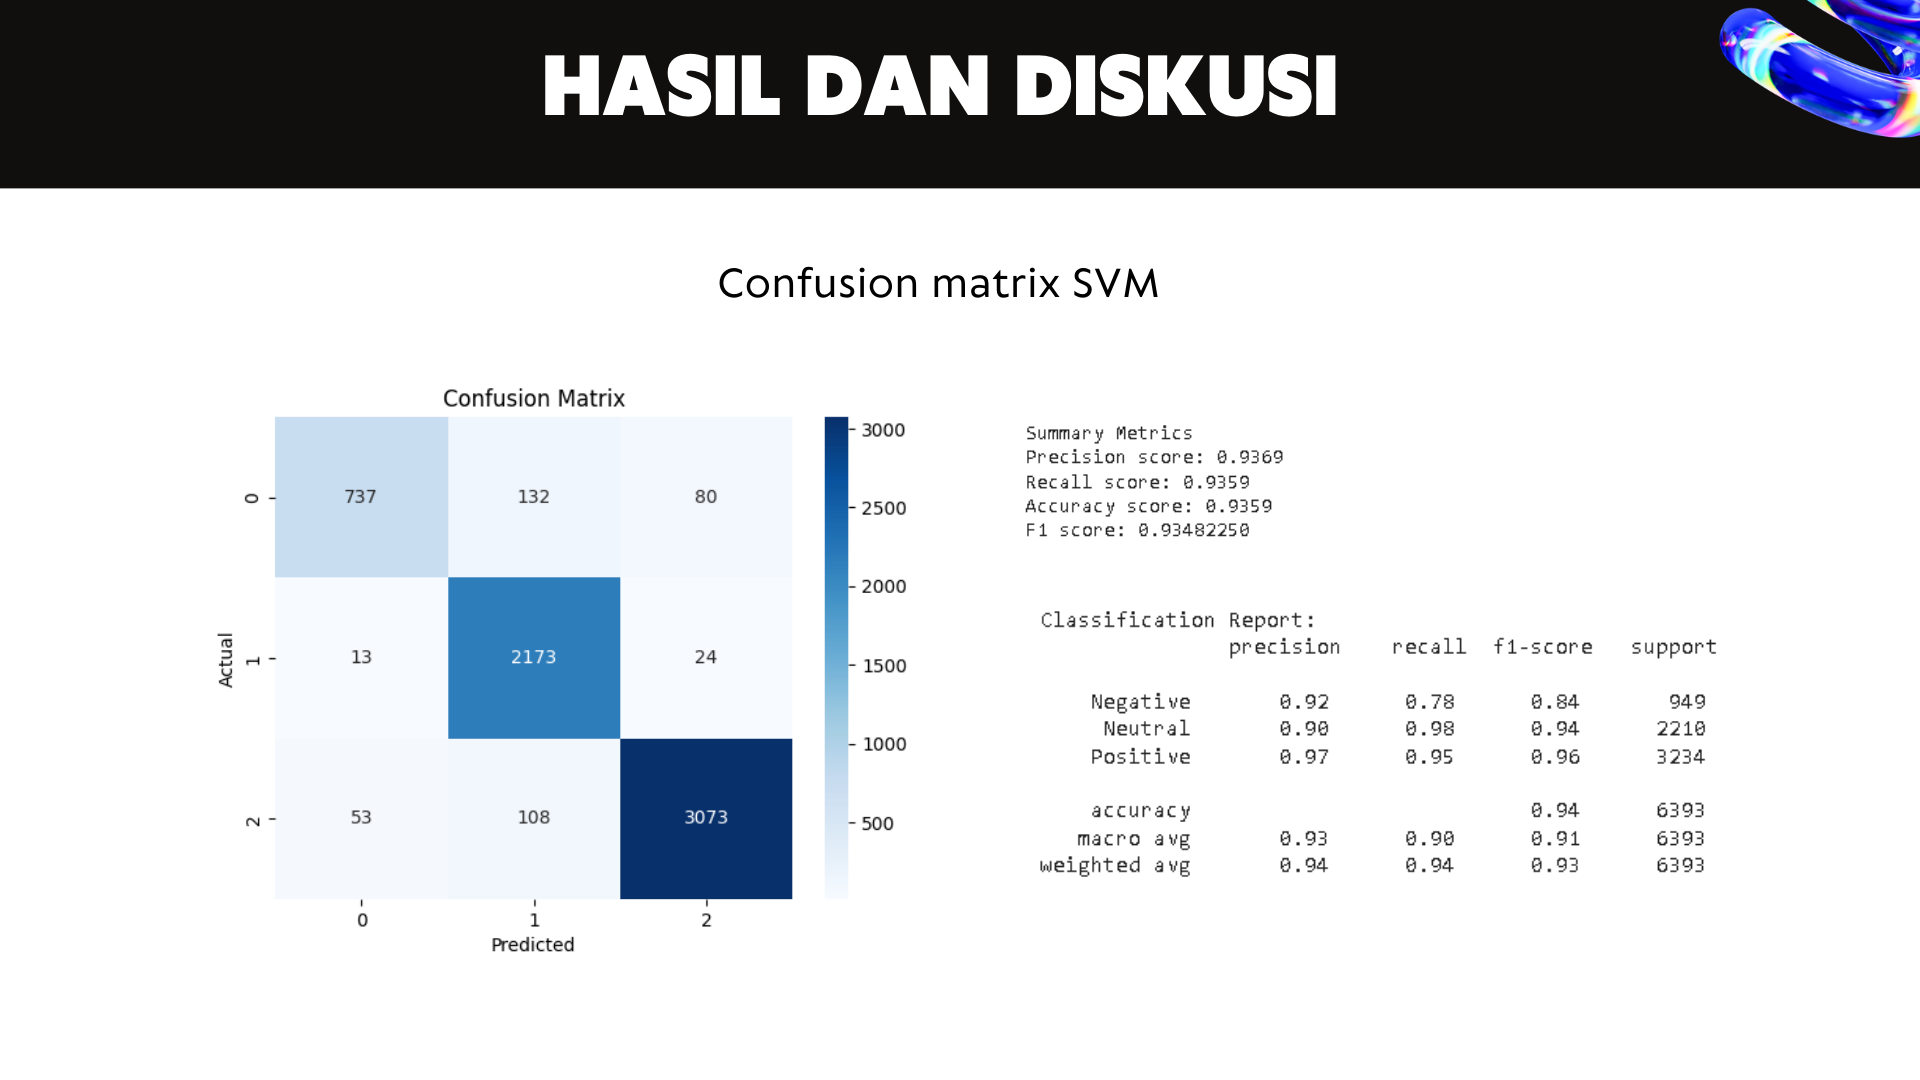 HASIL DAN DISKUSI
Confusion matrix SVM
Confusion Matrix
0 737 132 80
1 13 2173 24
2 53 108 3073
0 1 2
Actual
Predicted
3000
2500
2000
1500
1000
500
Summary Metrics
Precision score: 0.9369
Recall score: 0.9359
Accuracy score: 0.9359
F1 score: 0.93482250
Classification Report:
precision recall f1-score support
Negative 0.92 0.78 0.84 949
Neutral 0.90 0.98 0.94 2210
Positive 0.97 0.95 0.96 3234
accuracy 0.94 6393
macro avg 0.93 0.90 0.91 6393
weighted avg 0.94 0.94 0.93 6393